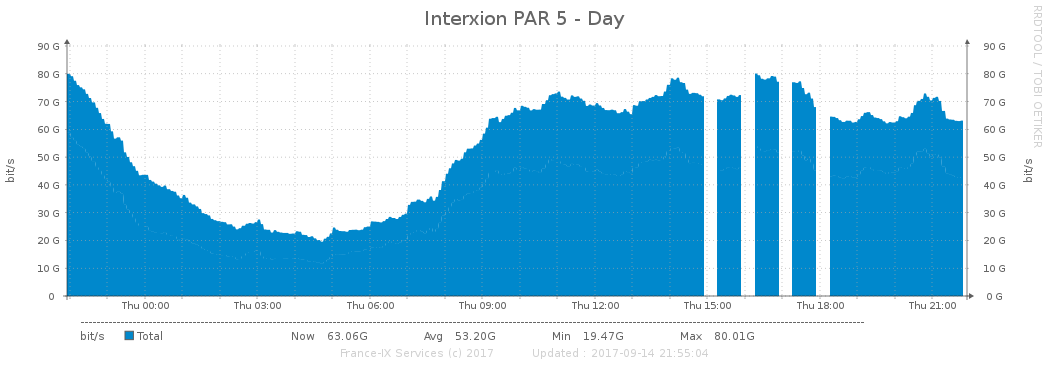 Interxion PAR 5 - Day
RRDTOOL / TOBI OETIKER
90 G 90 G
80 G 80 G
70 G 70 G
60 G 60 G
50 G 50 G
40 G 40 G
30 G 30 G
20 G 20 G
10 G 10 G
0 0 G
bit/s
bit/s
Thu 00:00 Thu 03:00 Thu 06:00 Thu 09:00 Thu 12:00 Thu 15:00 Thu 18:00 Thu 21:00
bit/s Total Now 63.06G Avg 53.20G Min 19.47G Max 80.01G
France-IX Services (c) 2017 Updated : 2017-09-14 21:55:04